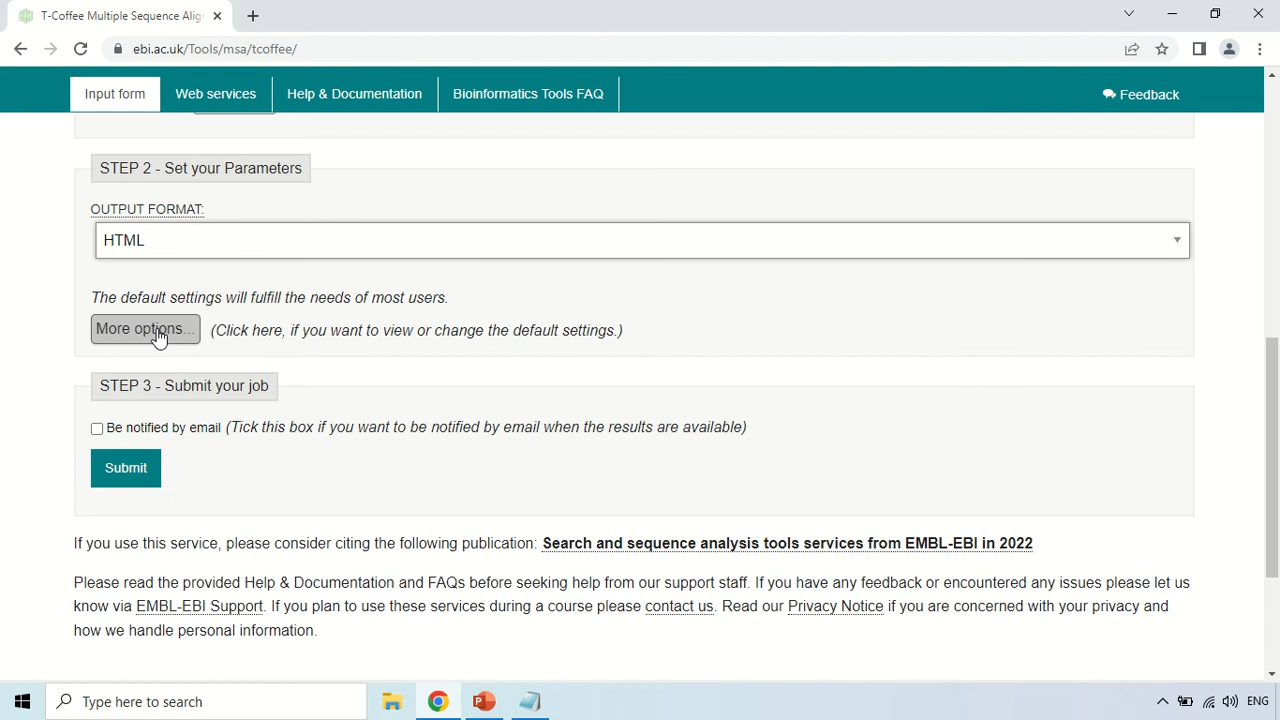 T-Coffee Multiple Sequence Alig
ebi.ac.uk/Tools/msa/tcoffee/
Input form
Web services
Help & Documentation
Bioinformatics Tools FAQ
Feedback
STEP 2 - Set your Parameters
OUTPUT FORMAT:
HTML
The default settings will fulfill the needs of most users.
More options... (Click here, if you want to view or change the default settings.)
STEP 3 - Submit your job
Be notified by email (Tick this box if you want to be notified by email when the results are available)
Submit
If you use this service, please consider citing the following publication: Search and sequence analysis tools services from EMBL-EBI in 2022
Please read the provided Help & Documentation and FAQs before seeking help from our support staff. If you have any feedback or encountered any issues please let us
know via EMBL-EBI Support. If you plan to use these services during a course please contact us. Read our Privacy Notice if you are concerned with your privacy and
how we handle personal information.
Type here to search
ENG